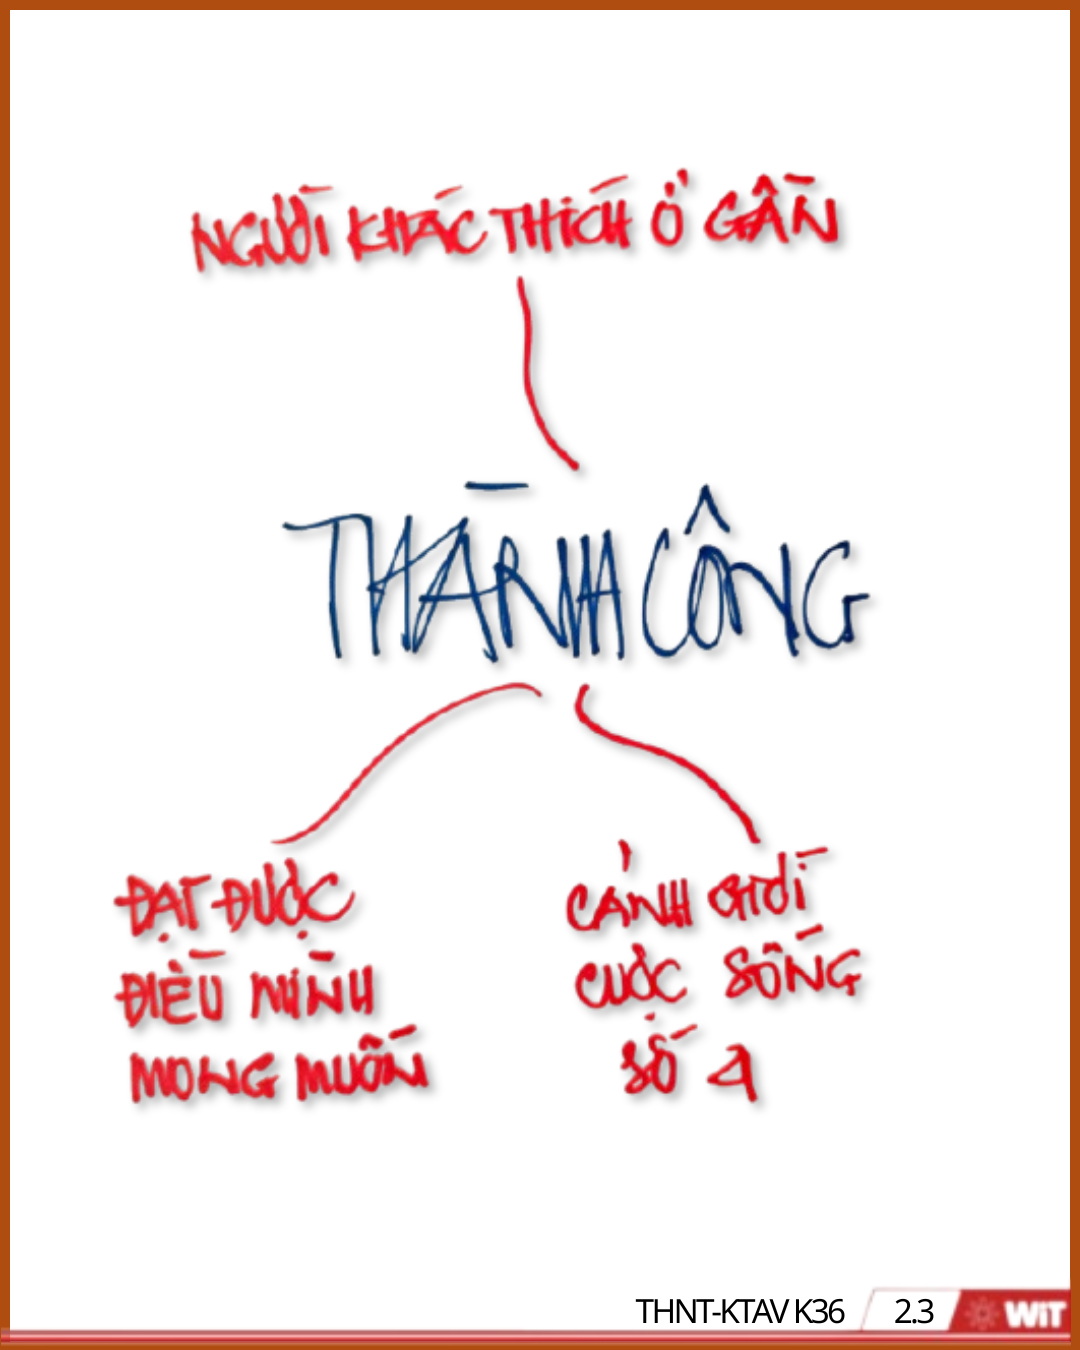 NGƯỜI KHÁC THÍCH Ở GẦN
THÀNH CÔNG
ĐẠT ĐƯỢC
ĐIỀU MÌNH
MONG MUỐN
CẢNH GIỚI
CUỘC SỐNG
SỐ 4
THNT-KTAV K36 2.3 WiT